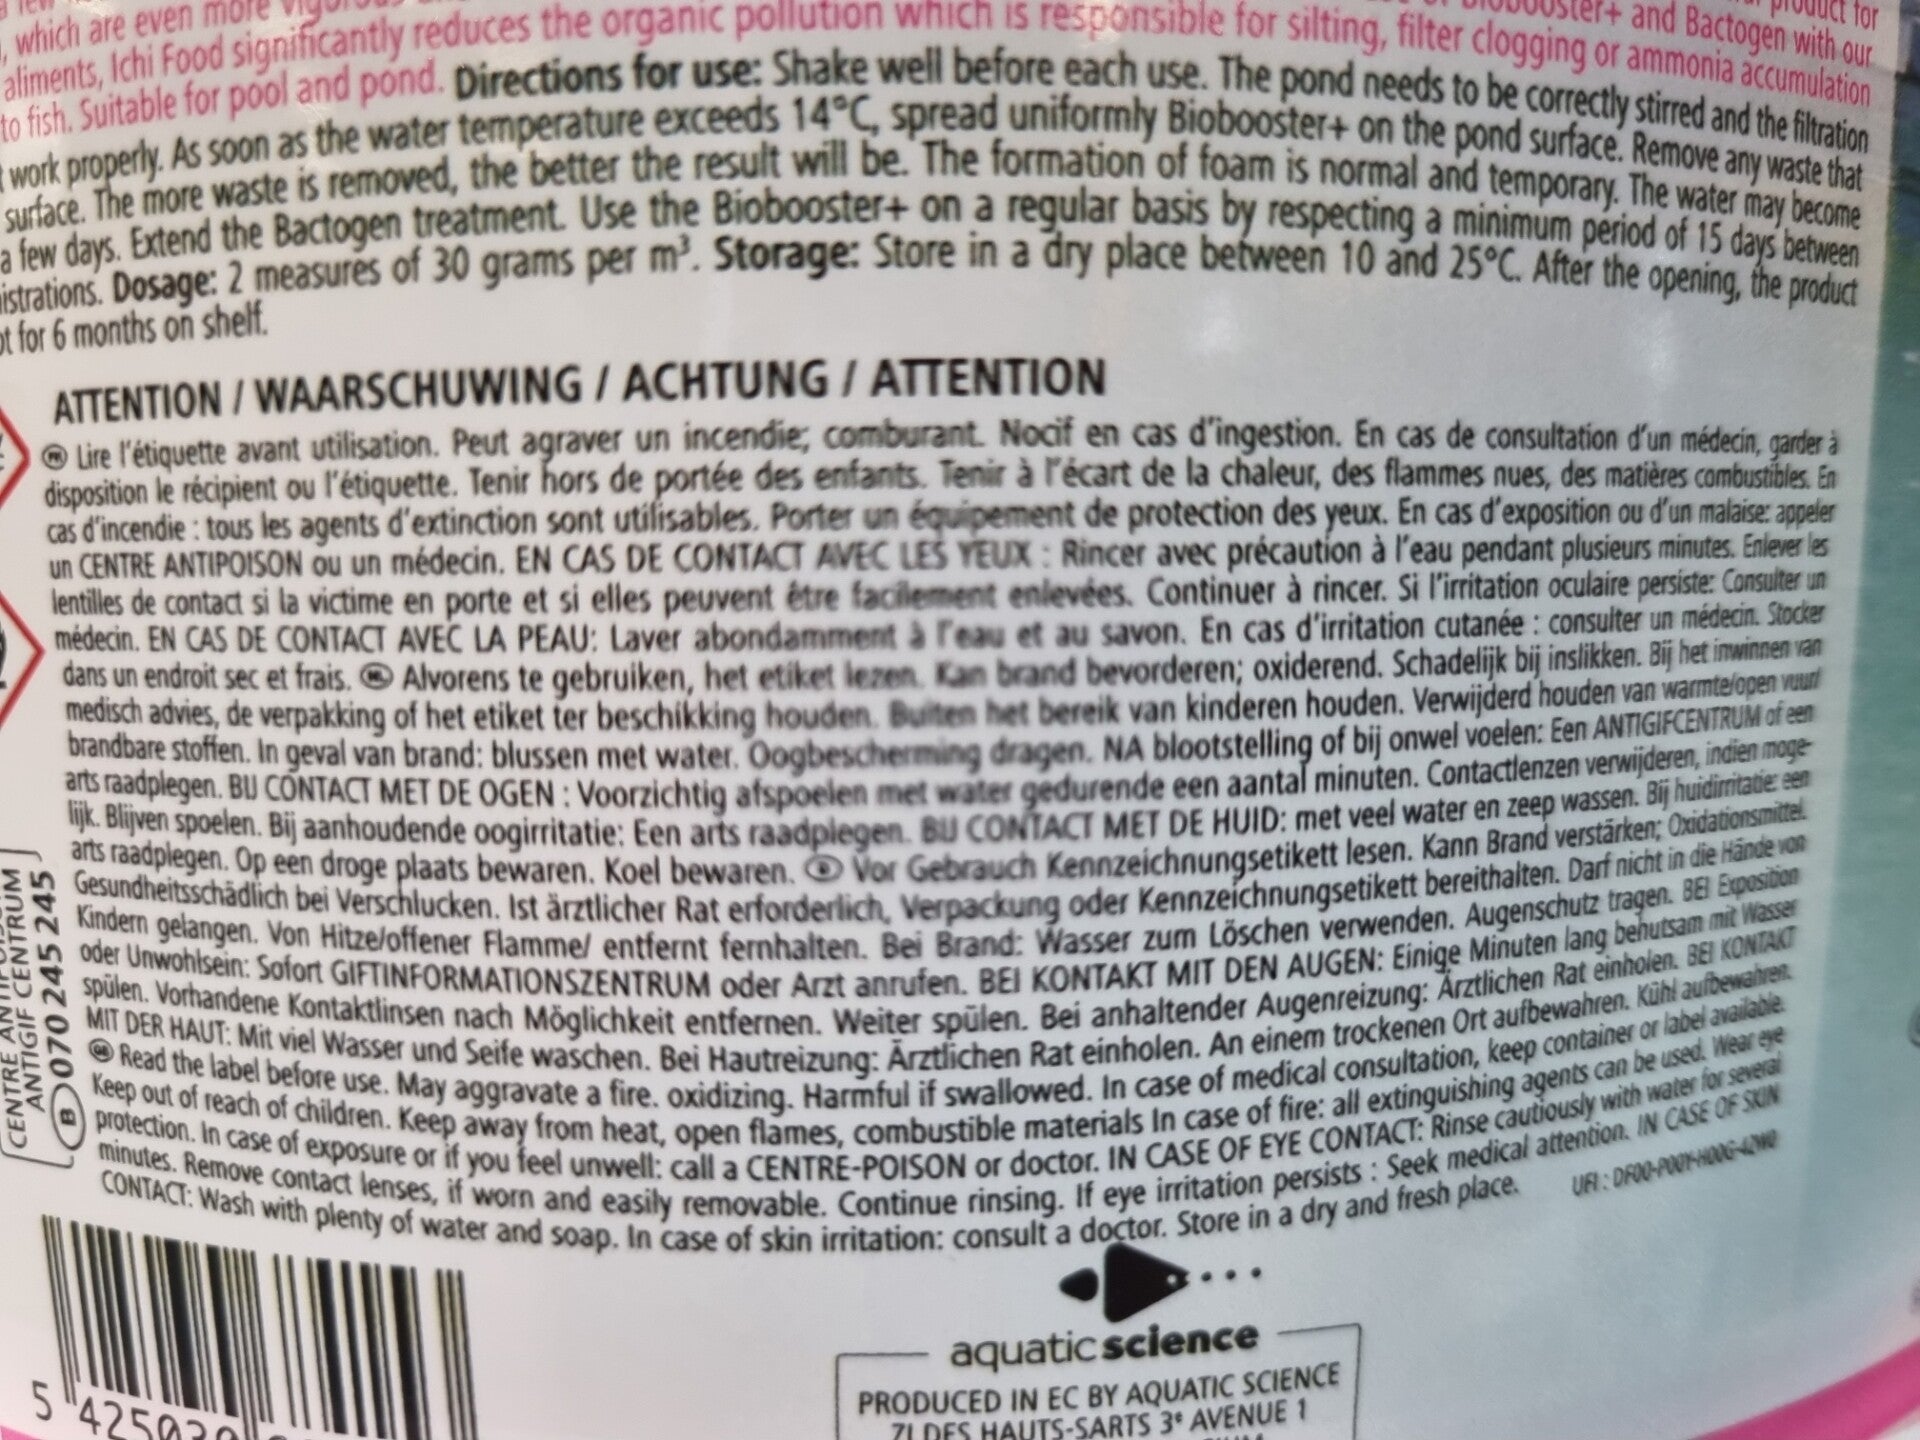 , which are even more
aliments, Ichi Food significantly reduces the organic pollution which is responsible for silting, filter clogging or ammonia accumulation
to fish. Suitable for pool and pond. Directions for use: Shake well before each use. The pond needs to be correctly stirred and the filtration
work properly. As soon as the water temperature exceeds 14°C, spread uniformly Biobooster+ on the pond surface. Remove any waste that
surface. The more waste is removed, the better the result will be. The formation of foam is normal and temporary. The water may become
a few days. Extend the Bactogen treatment. Use the Biobooster+ on a regular basis by respecting a minimum period of 15 days between
istrations. Dosage: 2 measures of 30 grams per m³. Storage: Store in a dry place between 10 and 25°C. After the opening, the product
for 6 months on shelf.
ATTENTION / WAARSCHUWING / ACHTUNG / ATTENTION
FR Lire l'étiquette avant utilisation. Peut agraver un incendie; comburant. Nocif en cas d'ingestion. En cas de consultation d'un médecin, garder à
disposition le récipient ou l'étiquette. Tenir hors de portée des enfants. Tenir à l'écart de la chaleur, des flammes nues, des matières combustibles. En
cas d'incendie : tous les agents d'extinction sont utilisables. Porter un équipement de protection des yeux. En cas d'exposition ou d'un malaise: appeler
un CENTRE ANTIPOISON ou un médecin. EN CAS DE CONTACT AVEC LES YEUX : Rincer avec précaution à l'eau pendant plusieurs minutes. Enlever les
lentilles de contact si la victime en porte et si elles peuvent être facilement enlevées. Continuer à rincer. Si l'irritation oculaire persiste: Consulter un
médecin. EN CAS DE CONTACT AVEC LA PEAU: Laver abondamment à l'eau et au savon. En cas d'irritation cutanée : consulter un médecin. Stocker
dans un endroit sec et frais. NL Alvorens te gebruiken, het etiket lezen. Kan brand bevorderen; oxiderend. Schadelijk bij inslikken. Bij het inwinnen van
medisch advies, de verpakking of het etiket ter beschikking houden. Buiten het bereik van kinderen houden. Verwijderd houden van warmte/open vuur/
brandbare stoffen. In geval van brand: blussen met water. Oogbescherming dragen. NA blootstelling of bij onwel voelen: Een ANTIGIFCENTRUM of een
arts raadplegen. BIJ CONTACT MET DE OGEN : Voorzichtig afspoelen met water gedurende een aantal minuten. Contactlenzen verwijderen, indien moge-
lijk. Blijven spoelen. Bij aanhoudende oogirritatie: Een arts raadplegen. BIJ CONTACT MET DE HUID: met veel water en zeep wassen. Bij huidirritatie: een
arts raadplegen. Op een droge plaats bewaren. Koel bewaren. D Vor Gebrauch Kennzeichnungsetikett lesen. Kann Brand verstärken; Oxidationsmittel.
Gesundheitsschädlich bei Verschlucken. Ist ärztlicher Rat erforderlich, Verpackung oder Kennzeichnungsetikett bereithalten. Darf nicht in die Hände von
Kindern gelangen. Von Hitze/offener Flamme/ entfernt fernhalten. Bei Brand: Wasser zum Löschen verwenden. Augenschutz tragen. BEI Exposition
oder Unwohlsein: Sofort GIFTINFORMATIONSZENTRUM oder Arzt anrufen. BEI KONTAKT MIT DEN AUGEN: Einige Minuten lang behutsam mit Wasser
spülen. Vorhandene Kontaktlinsen nach Möglichkeit entfernen. Weiter spülen. Bei anhaltender Augenreizung: Ärztlichen Rat einholen. BEI KONTAKT
MIT DER HAUT: Mit viel Wasser und Seife waschen. Bei Hautreizung: Ärztlichen Rat einholen. An einem trockenen Ort aufbewahren. Kühl aufbewahren.
Read the label before use. May aggravate a fire. oxidizing. Harmful if swallowed. In case of medical consultation, keep container or label available.
Keep out of reach of children. Keep away from heat, open flames, combustible materials In case of fire: all extinguishing agents can be used. Wear eye
protection. In case of exposure or if you feel unwell: call a CENTRE-POISON or doctor. IN CASE OF EYE CONTACT: Rinse cautiously with water for several
minutes. Remove contact lenses, if worn and easily removable. Continue rinsing. If eye irritation persists : Seek medical attention. IN CASE OF SKIN
CONTACT: Wash with plenty of water and soap. In case of skin irritation: consult a doctor. Store in a dry and fresh place.
UFI : DF00-P00Y-H00G-42W0
ANTIGIF CENTRUM
B 070 245 245
aquatic science
PRODUCED IN EC BY AQUATIC SCIENCE
ZI DES HAUTS-SARTS 3e AVENUE 1